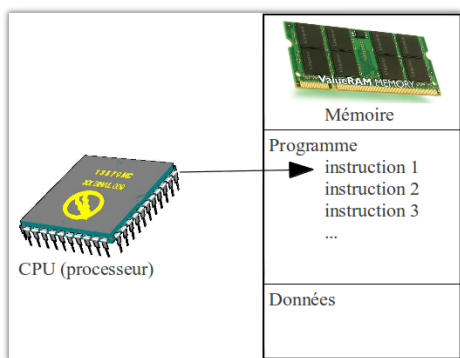 ValueRAM MEMORY
Mémoire
Programme
instruction 1
instruction 2
instruction 3
...
CPU (processeur)
Données